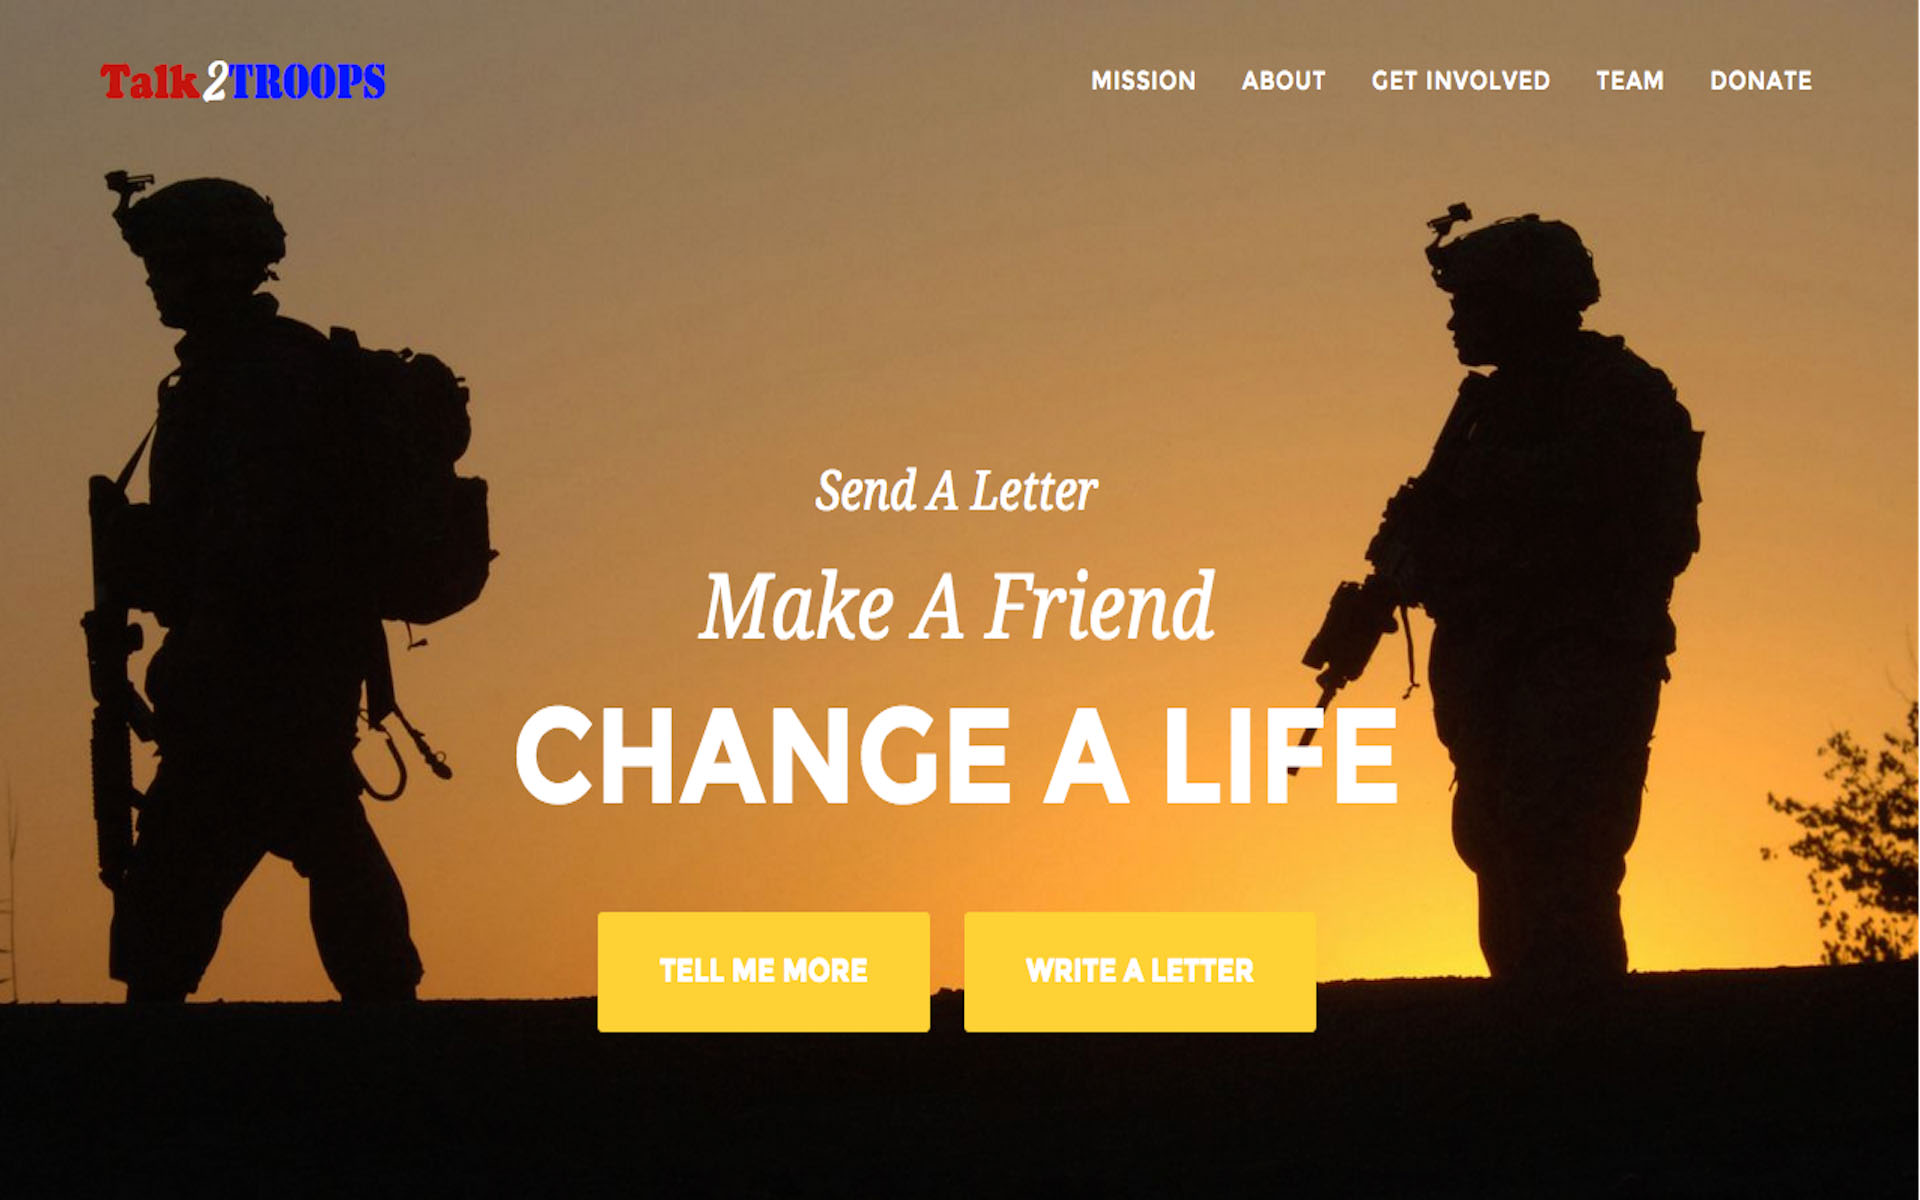 Talk2TROOPS
MISSION ABOUT GET INVOLVED TEAM DONATE
Send A Letter
Make A Friend
CHANGE A LIFE
TELL ME MORE WRITE A LETTER